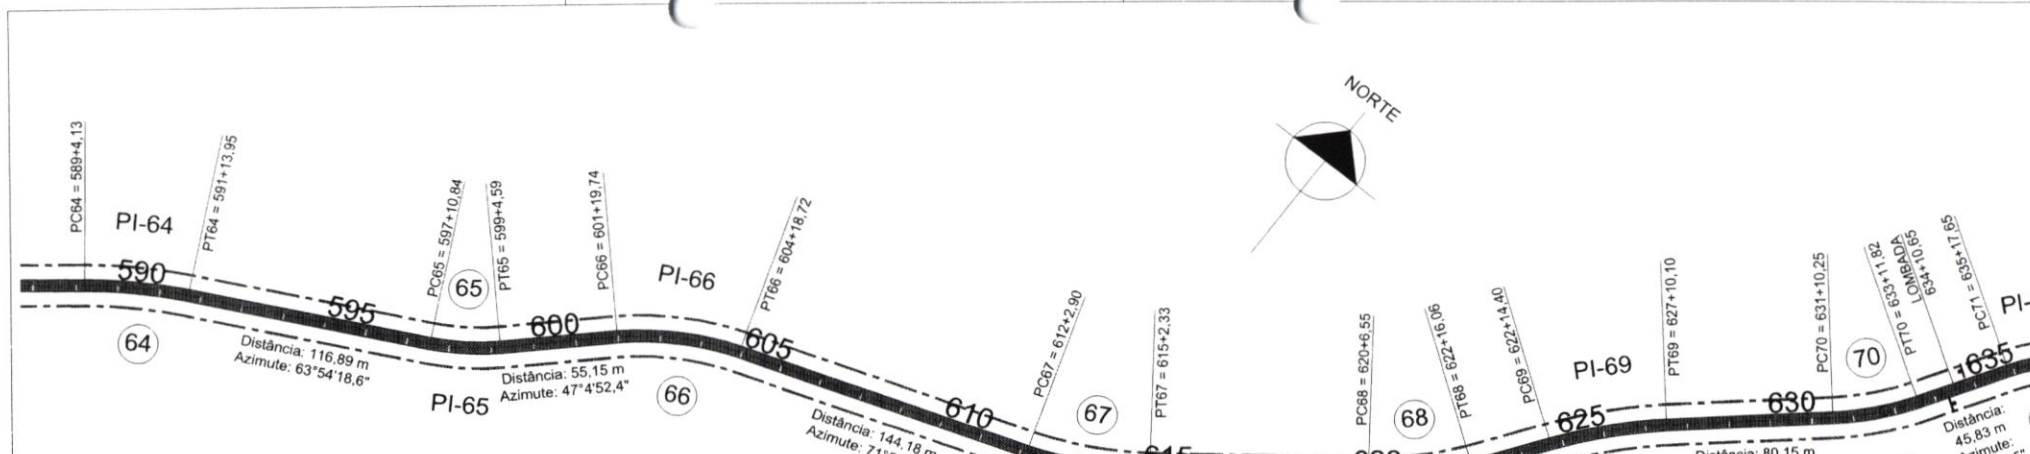 NORTE
PC64 = 589+4,13
PI-64
PT64 = 591+13,95
590
64
595
Distância: 116,89 m
Azimute: 63°54'18,6"
PC65 = 597+10,84
65
PT65 = 599+4,59
PI-65
600
Distância: 55,15 m
Azimute: 47°4'52,4"
PC66 = 601+19,74
PI-66
66
PT66 = 604+18,72
605
Distância: 144,18 m
Azimute:
610
PC67 = 612+2,90
67
PT67 = 615+2,33
615
PC68 = 620+6,55
68
PT68 = 622+16,06
PC69 = 622+14,40
625
PI-69
PT69 = 627+10,10
630
Distância: 80,15 m
PC70 = 631+10,25
70
PT70 = 633+11,82
LOMBADA
634+10,65
PC71 = 635+17,65
635
PI-
Distância:
45,83 m
Azimute: